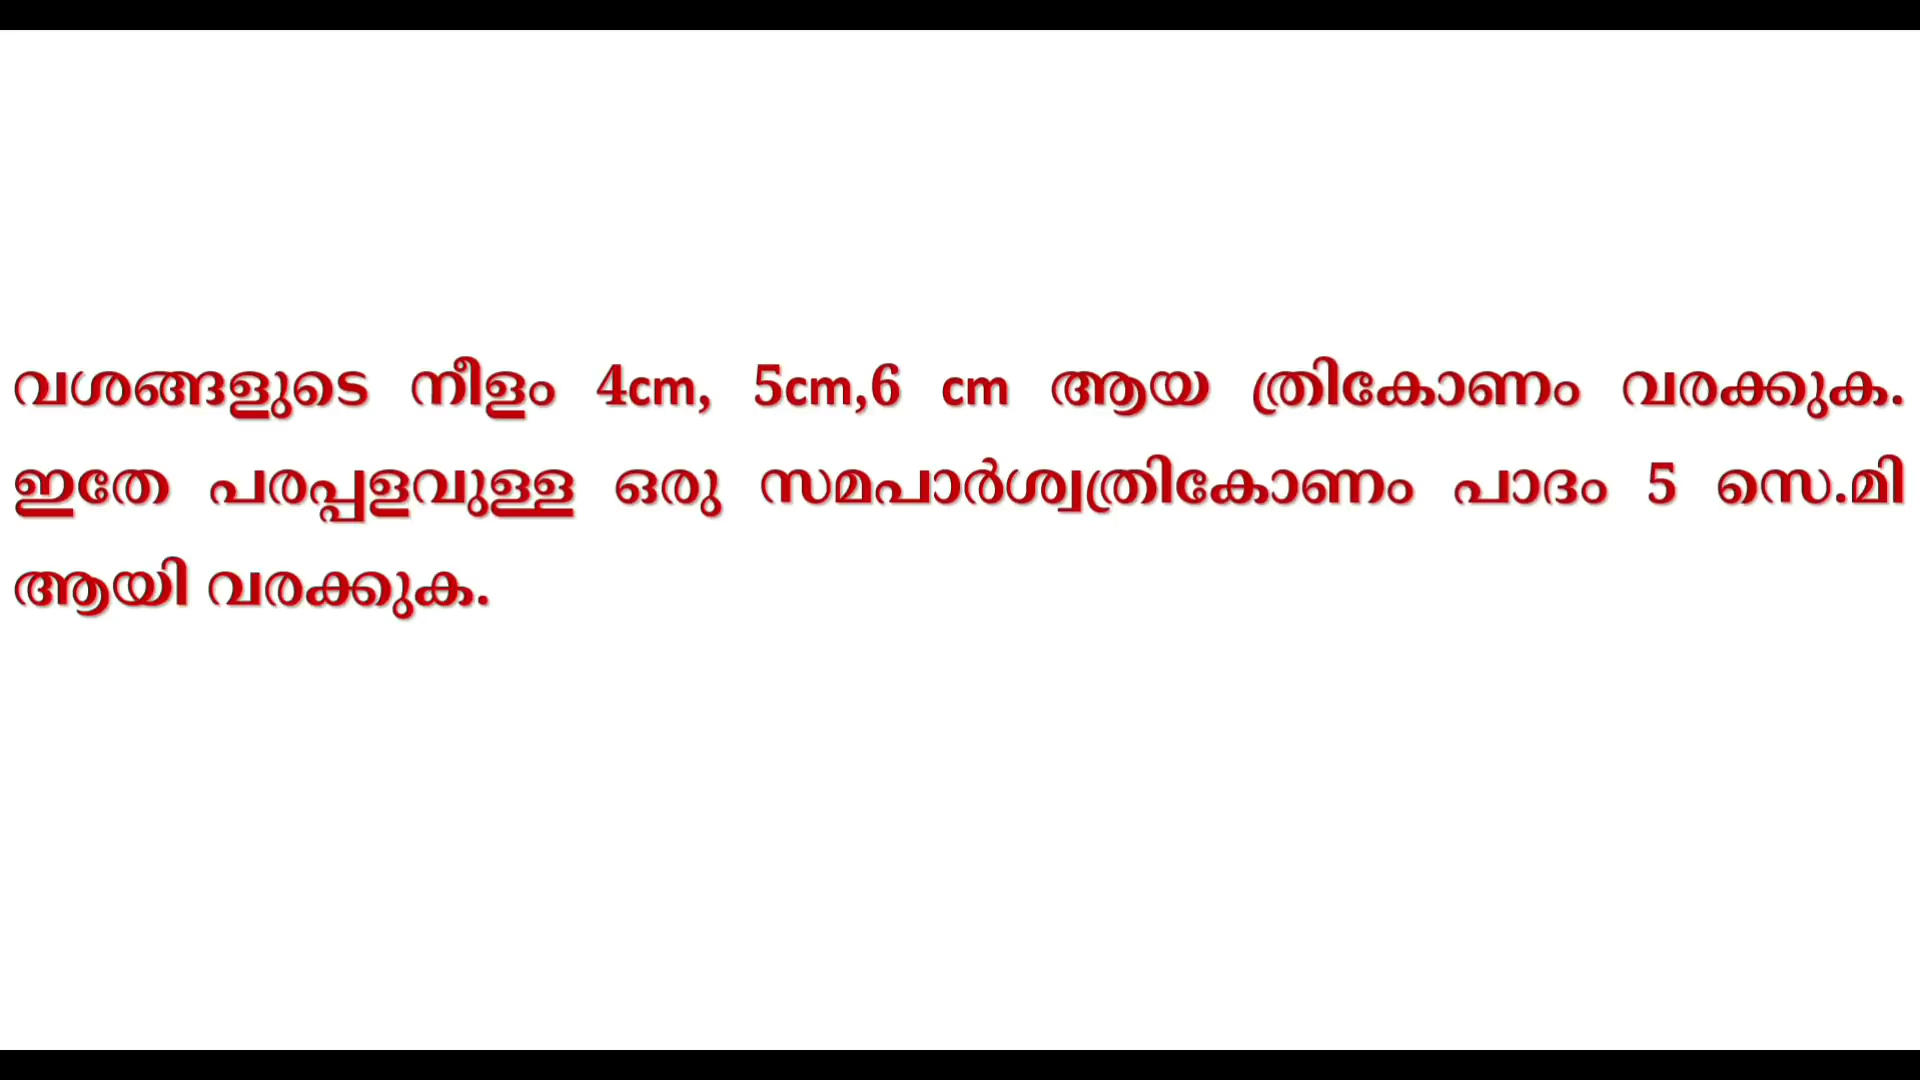 വശങ്ങളുടെ നീളം 4cm, 5cm,6 cm ആയ ത്രികോണം വരക്കുക.
ഇതേ പരപ്പളവുള്ള ഒരു സമപാർശ്വത്രികോണം പാദം 5 സെ.മി
ആയി വരക്കുക.